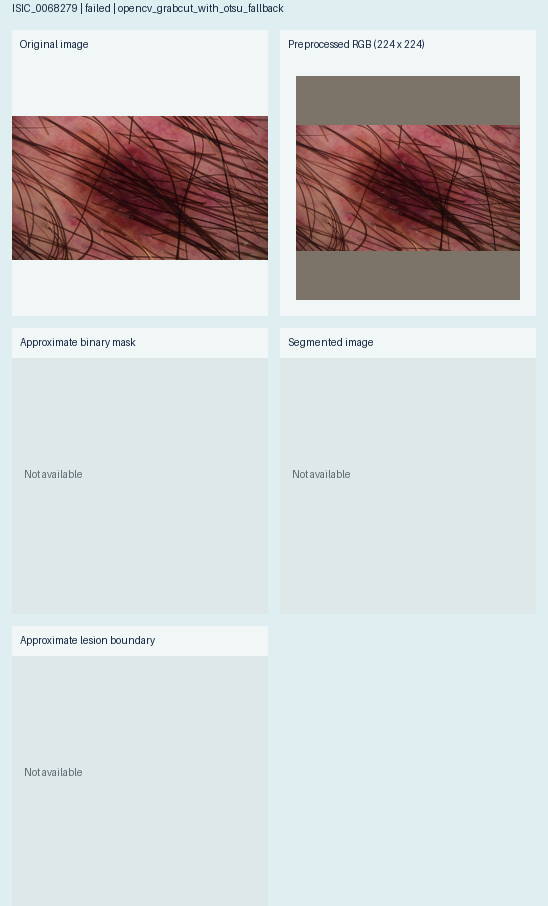 ISIC_0068279 | failed | opencv_grabcut_with_otsu_fallback
Original image
Preprocessed RGB (224 x 224)
Approximate binary mask
Segmented image
Not available
Not available
Approximate lesion boundary
Not available